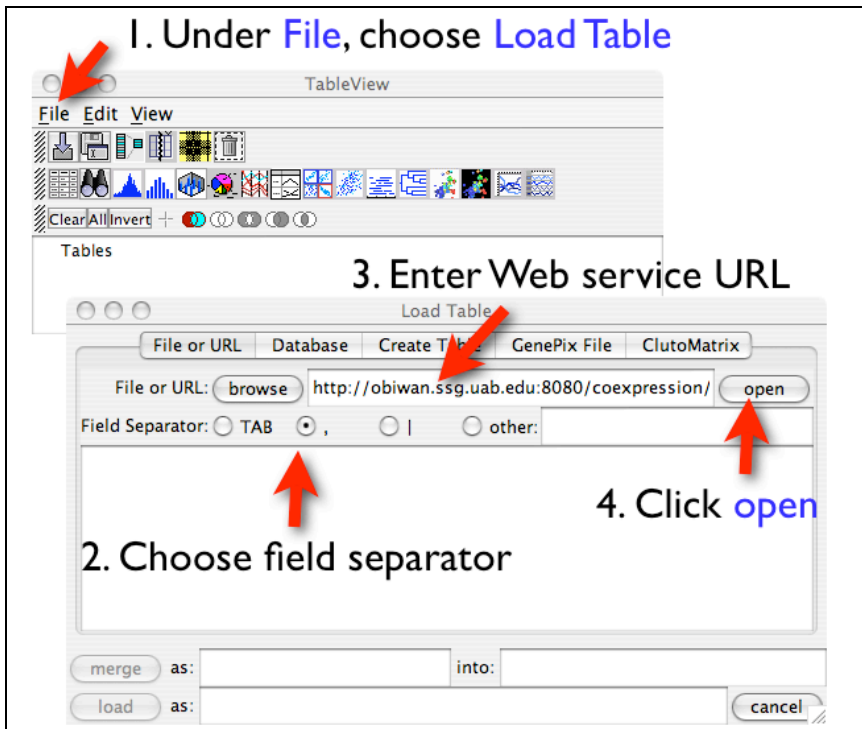 1. Under File, choose Load Table
TableView
File Edit View
Clear All Invert
Tables
3. Enter Web service URL
Load Table
File or URL Database Create Table GenePix File ClutoMatrix
File or URL: browse http://obiwan.ssg.uab.edu:8080/coexpression/ open
Field Separator: TAB , | other:
4. Click open
2. Choose field separator
merge as: into:
load as: cancel